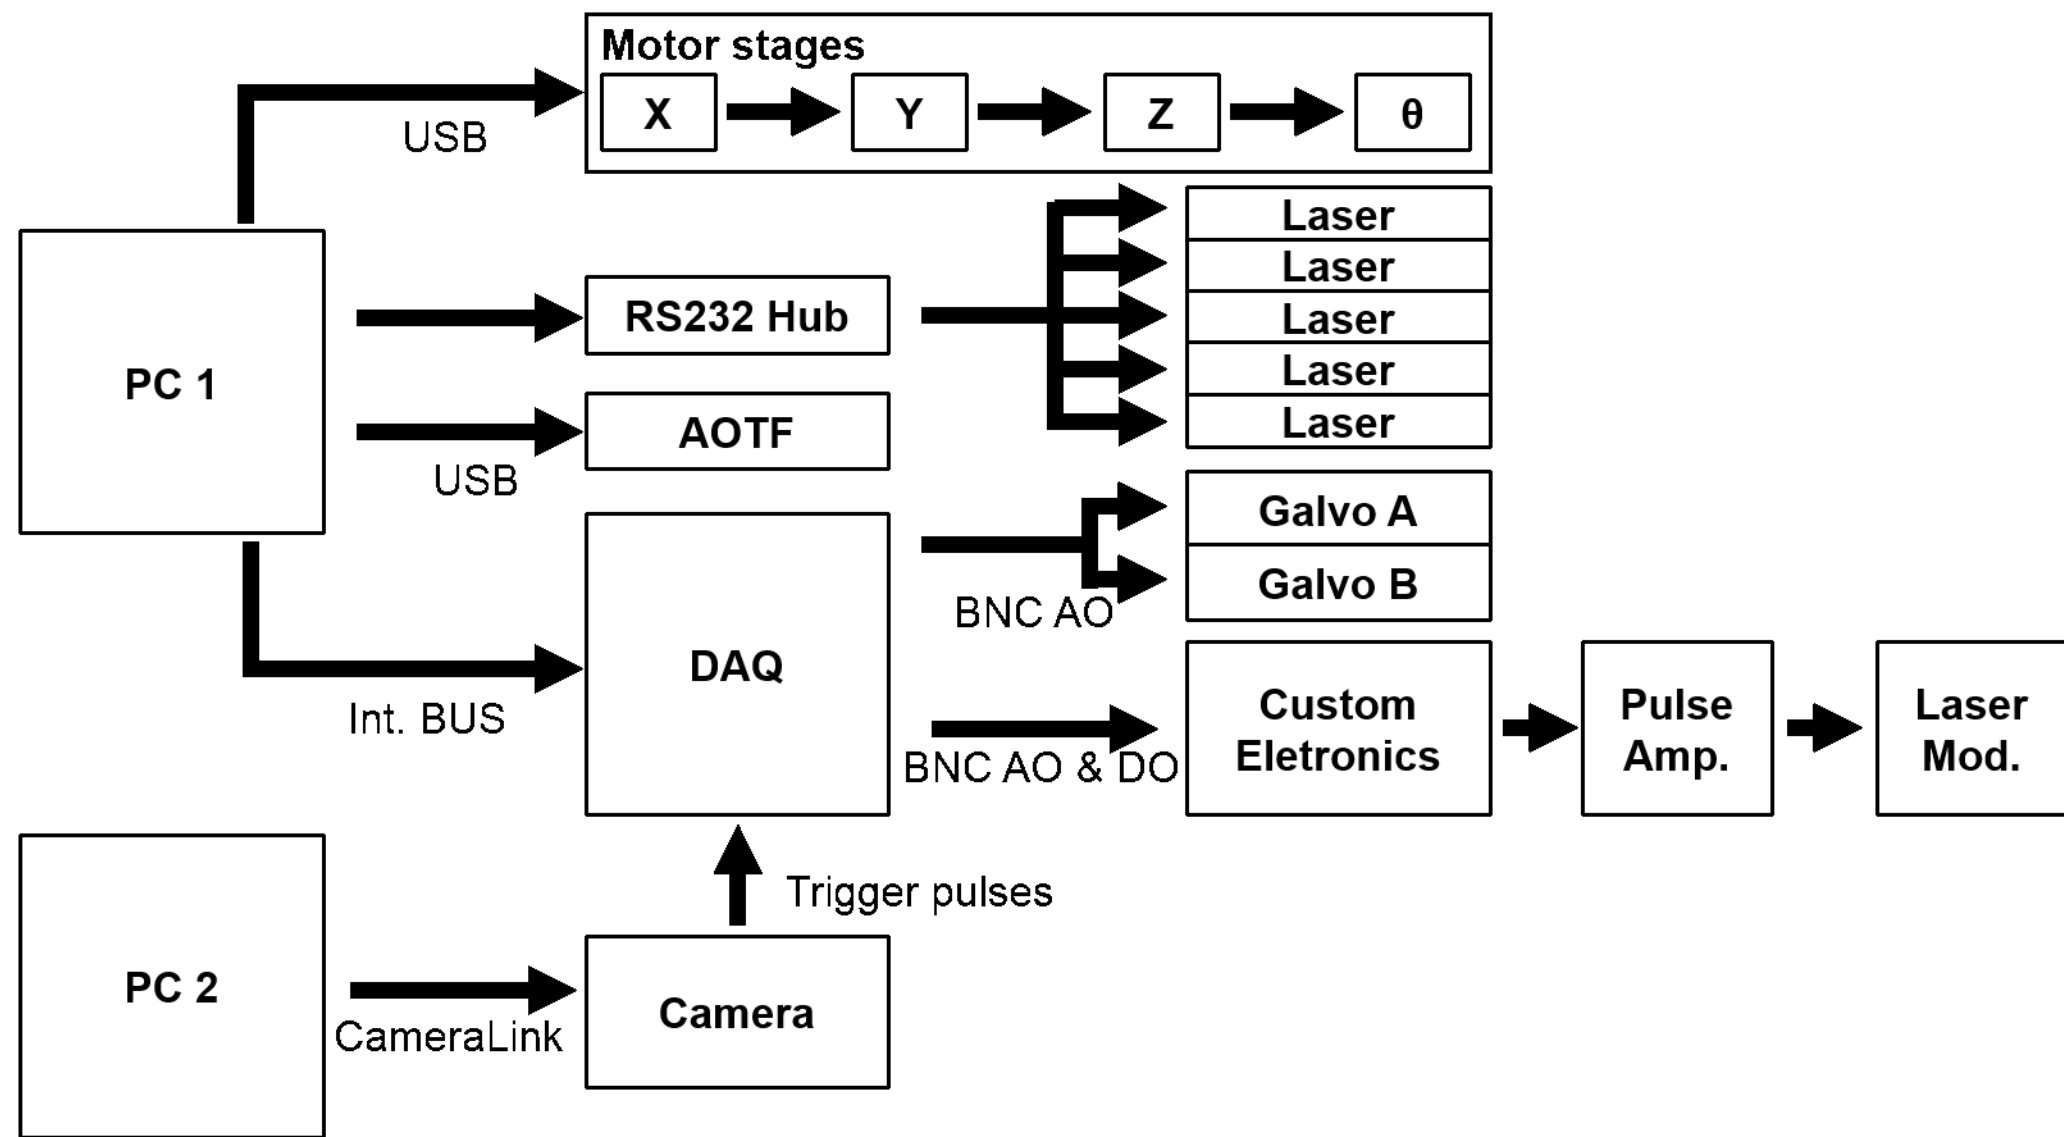 Motor stages
X
Y
Z
θ
USB
Laser
Laser
Laser
Laser
Laser
RS232 Hub
PC 1
AOTF
USB
Galvo A
Galvo B
BNC AO
DAQ
Int. BUS
BNC AO & DO
Custom
Eletronics
Pulse
Amp.
Laser
Mod.
Trigger pulses
PC 2
CameraLink
Camera